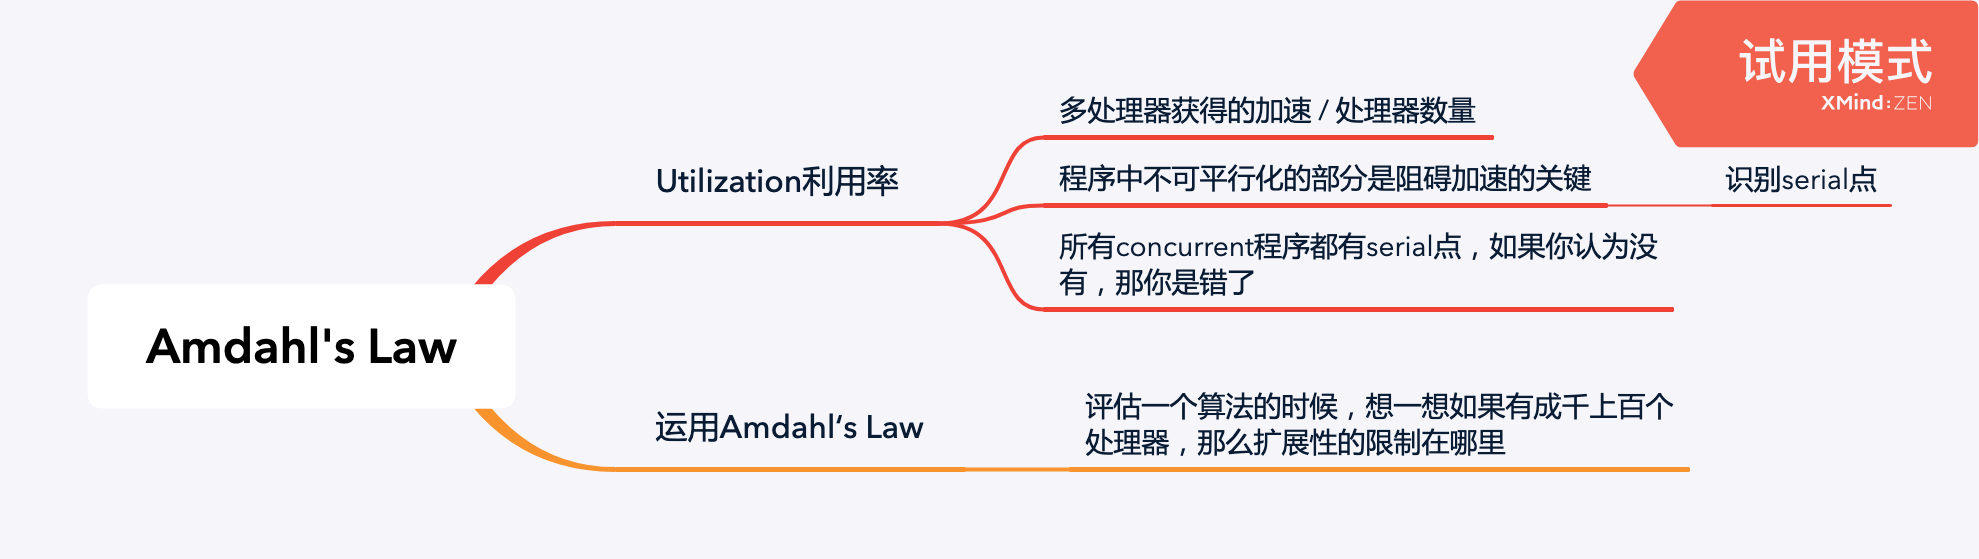 试用模式
XMind:ZEN
多处理器获得的加速 / 处理器数量
Utilization利用率
程序中不可平行化的部分是阻碍加速的关键
识别serial点
所有concurrent程序都有serial点，如果你认为没
有，那你是错了
Amdahl's Law
运用Amdahl‘s Law
评估一个算法的时候，想一想如果有成千上百个
处理器，那么扩展性的限制在哪里